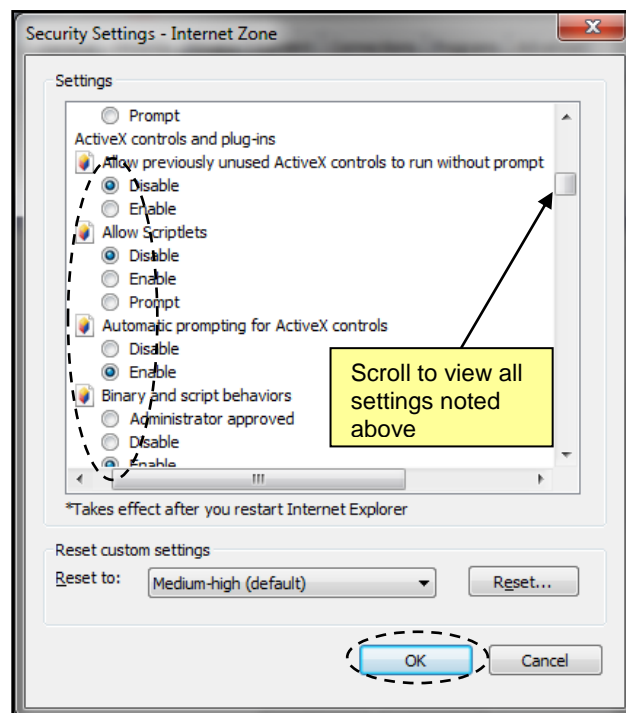 Security Settings - Internet Zone
Settings
Prompt
ActiveX controls and plug-ins
Allow previously unused ActiveX controls to run without prompt
Disable
Enable
Allow Scriptlets
Disable
Enable
Prompt
Automatic prompting for ActiveX controls
Disable
Enable
Binary and script behaviors
Administrator approved
Disable
Enable
Scroll to view all
settings noted
above
*Takes effect after you restart Internet Explorer
Reset custom settings
Reset to:
Medium-high (default)
Reset...
OK
Cancel